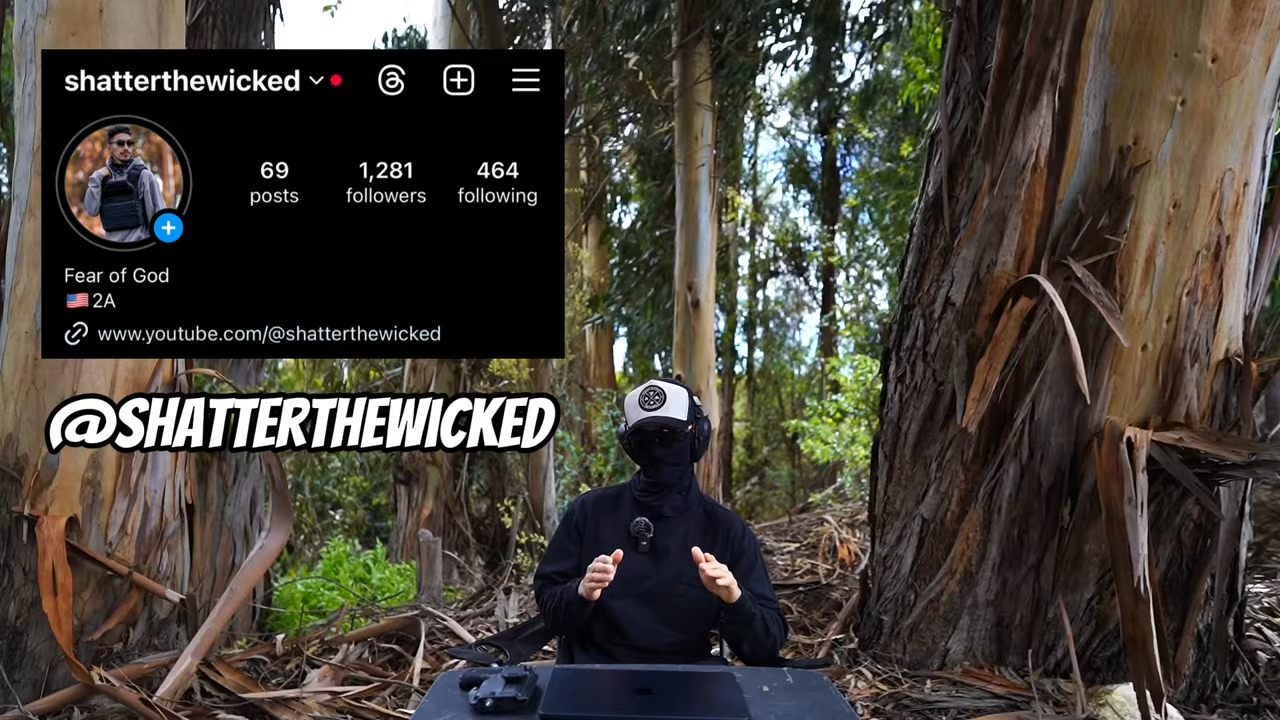 shatterthewicked
69 1,281 464
posts followers following
Fear of God
🇺🇸 2A
www.youtube.com/@shatterthewicked
@SHATTERTHEWICKED